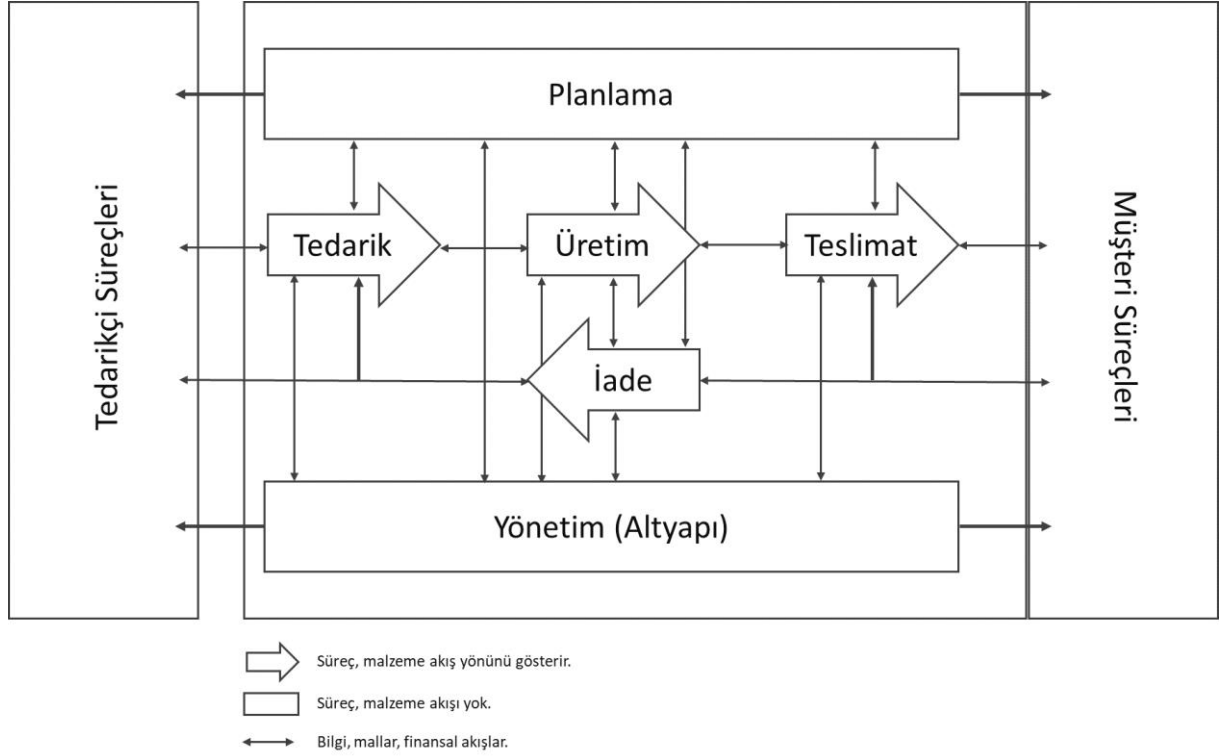 Planlama
Tedarikçi Süreçleri
Tedarik
Üretim
Teslimat
Müşteri Süreçleri
İade
Yönetim (Altyapı)
Süreç, malzeme akış yönünü gösterir.
Süreç, malzeme akışı yok.
Bilgi, mallar, finansal akışlar.